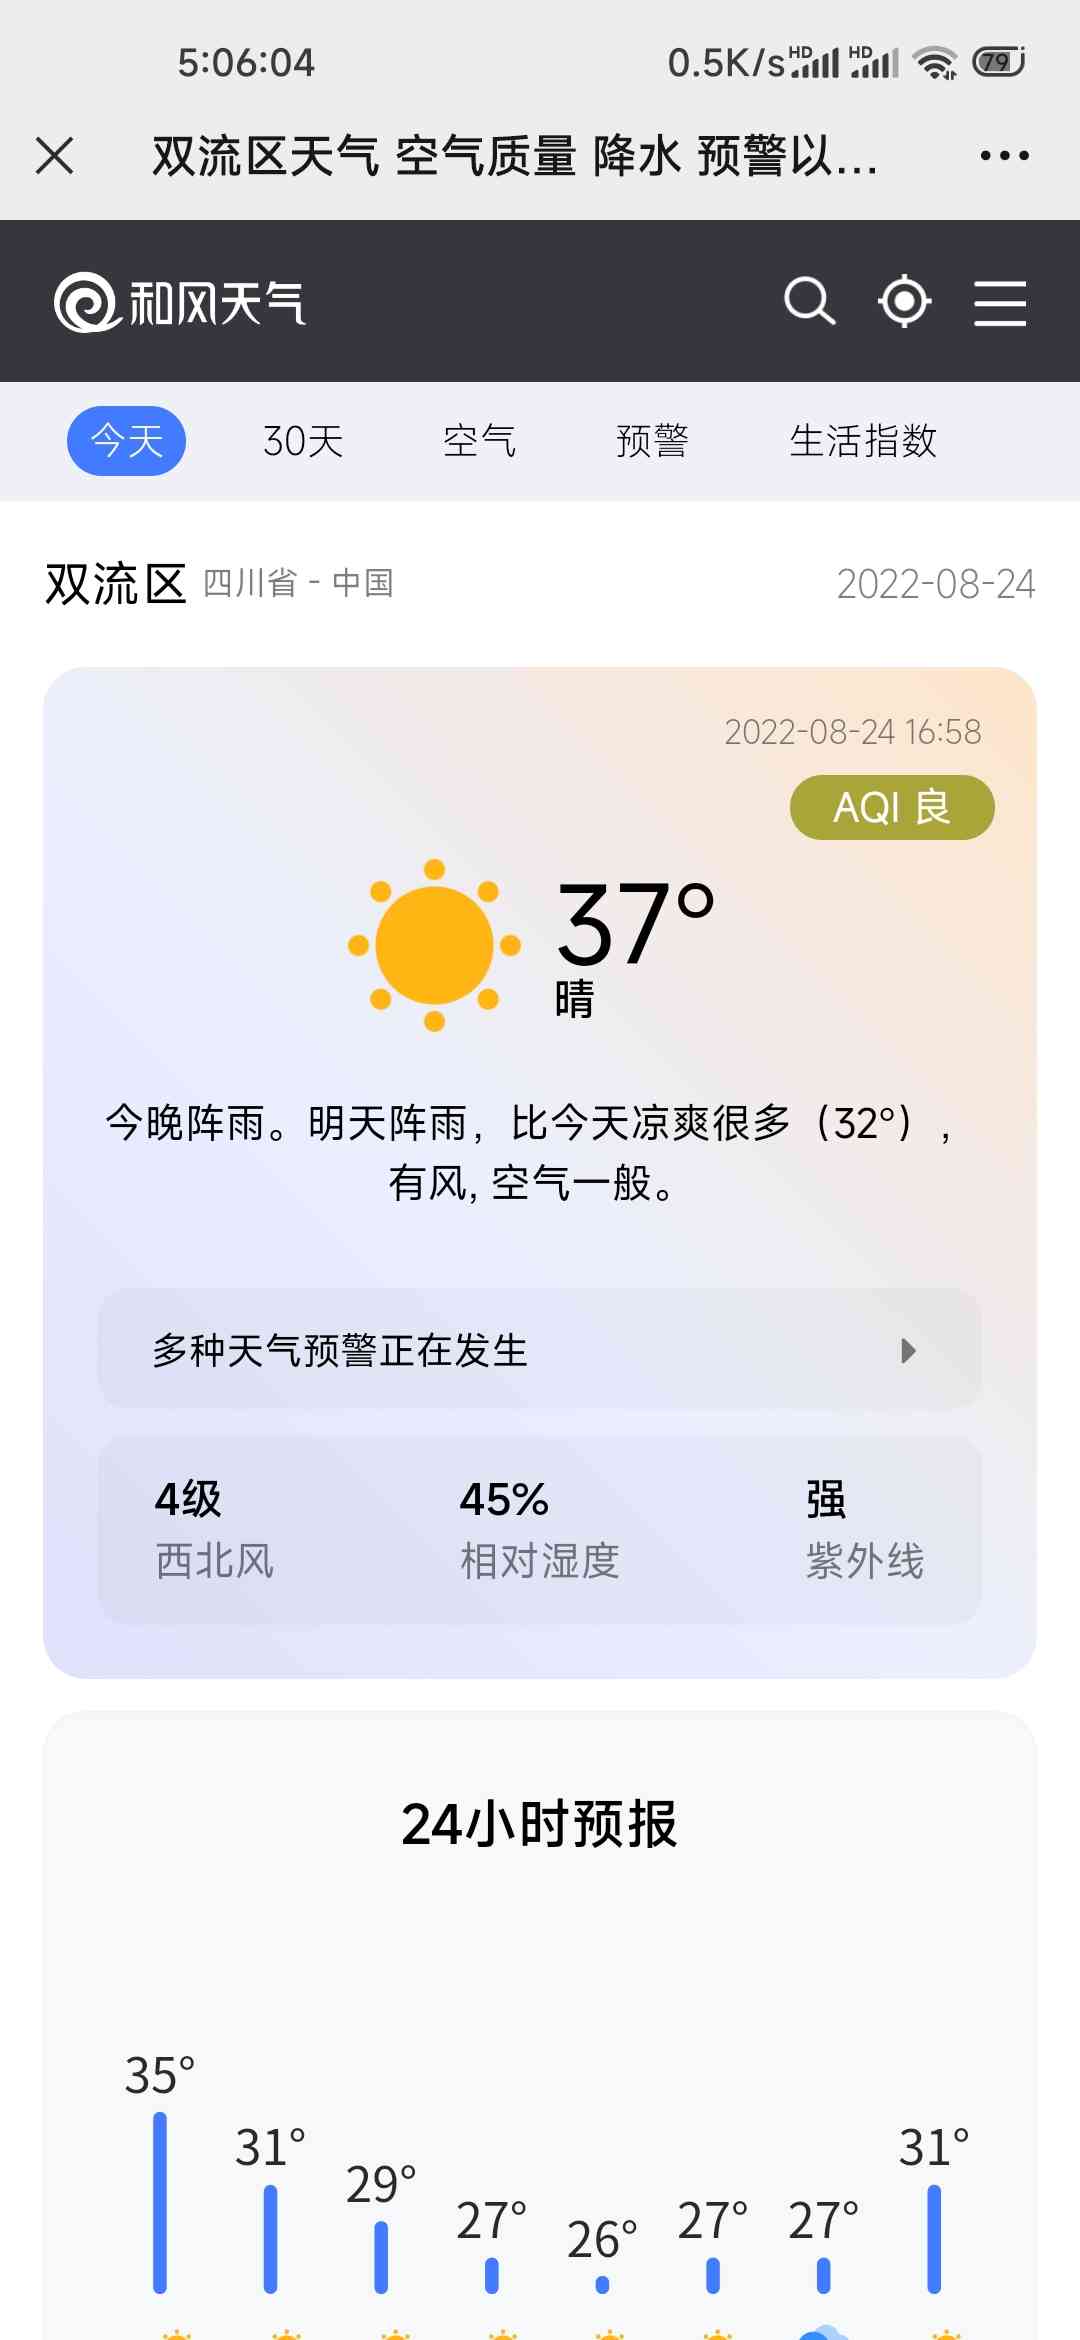 5:06:04 0.5K/s HD HD 79
双流区天气 空气质量 降水 预警以...
和风天气
今天 30天 空气 预警 生活指数
双流区 四川省 - 中国 2022-08-24
2022-08-24 16:58
AQI 良
37°
晴
今晚阵雨。明天阵雨，比今天凉爽很多（32°），
有风, 空气一般。
多种天气预警正在发生
4级 45% 强
西北风 相对湿度 紫外线
24小时预报
35° 31° 29° 27° 26° 27° 27° 31°